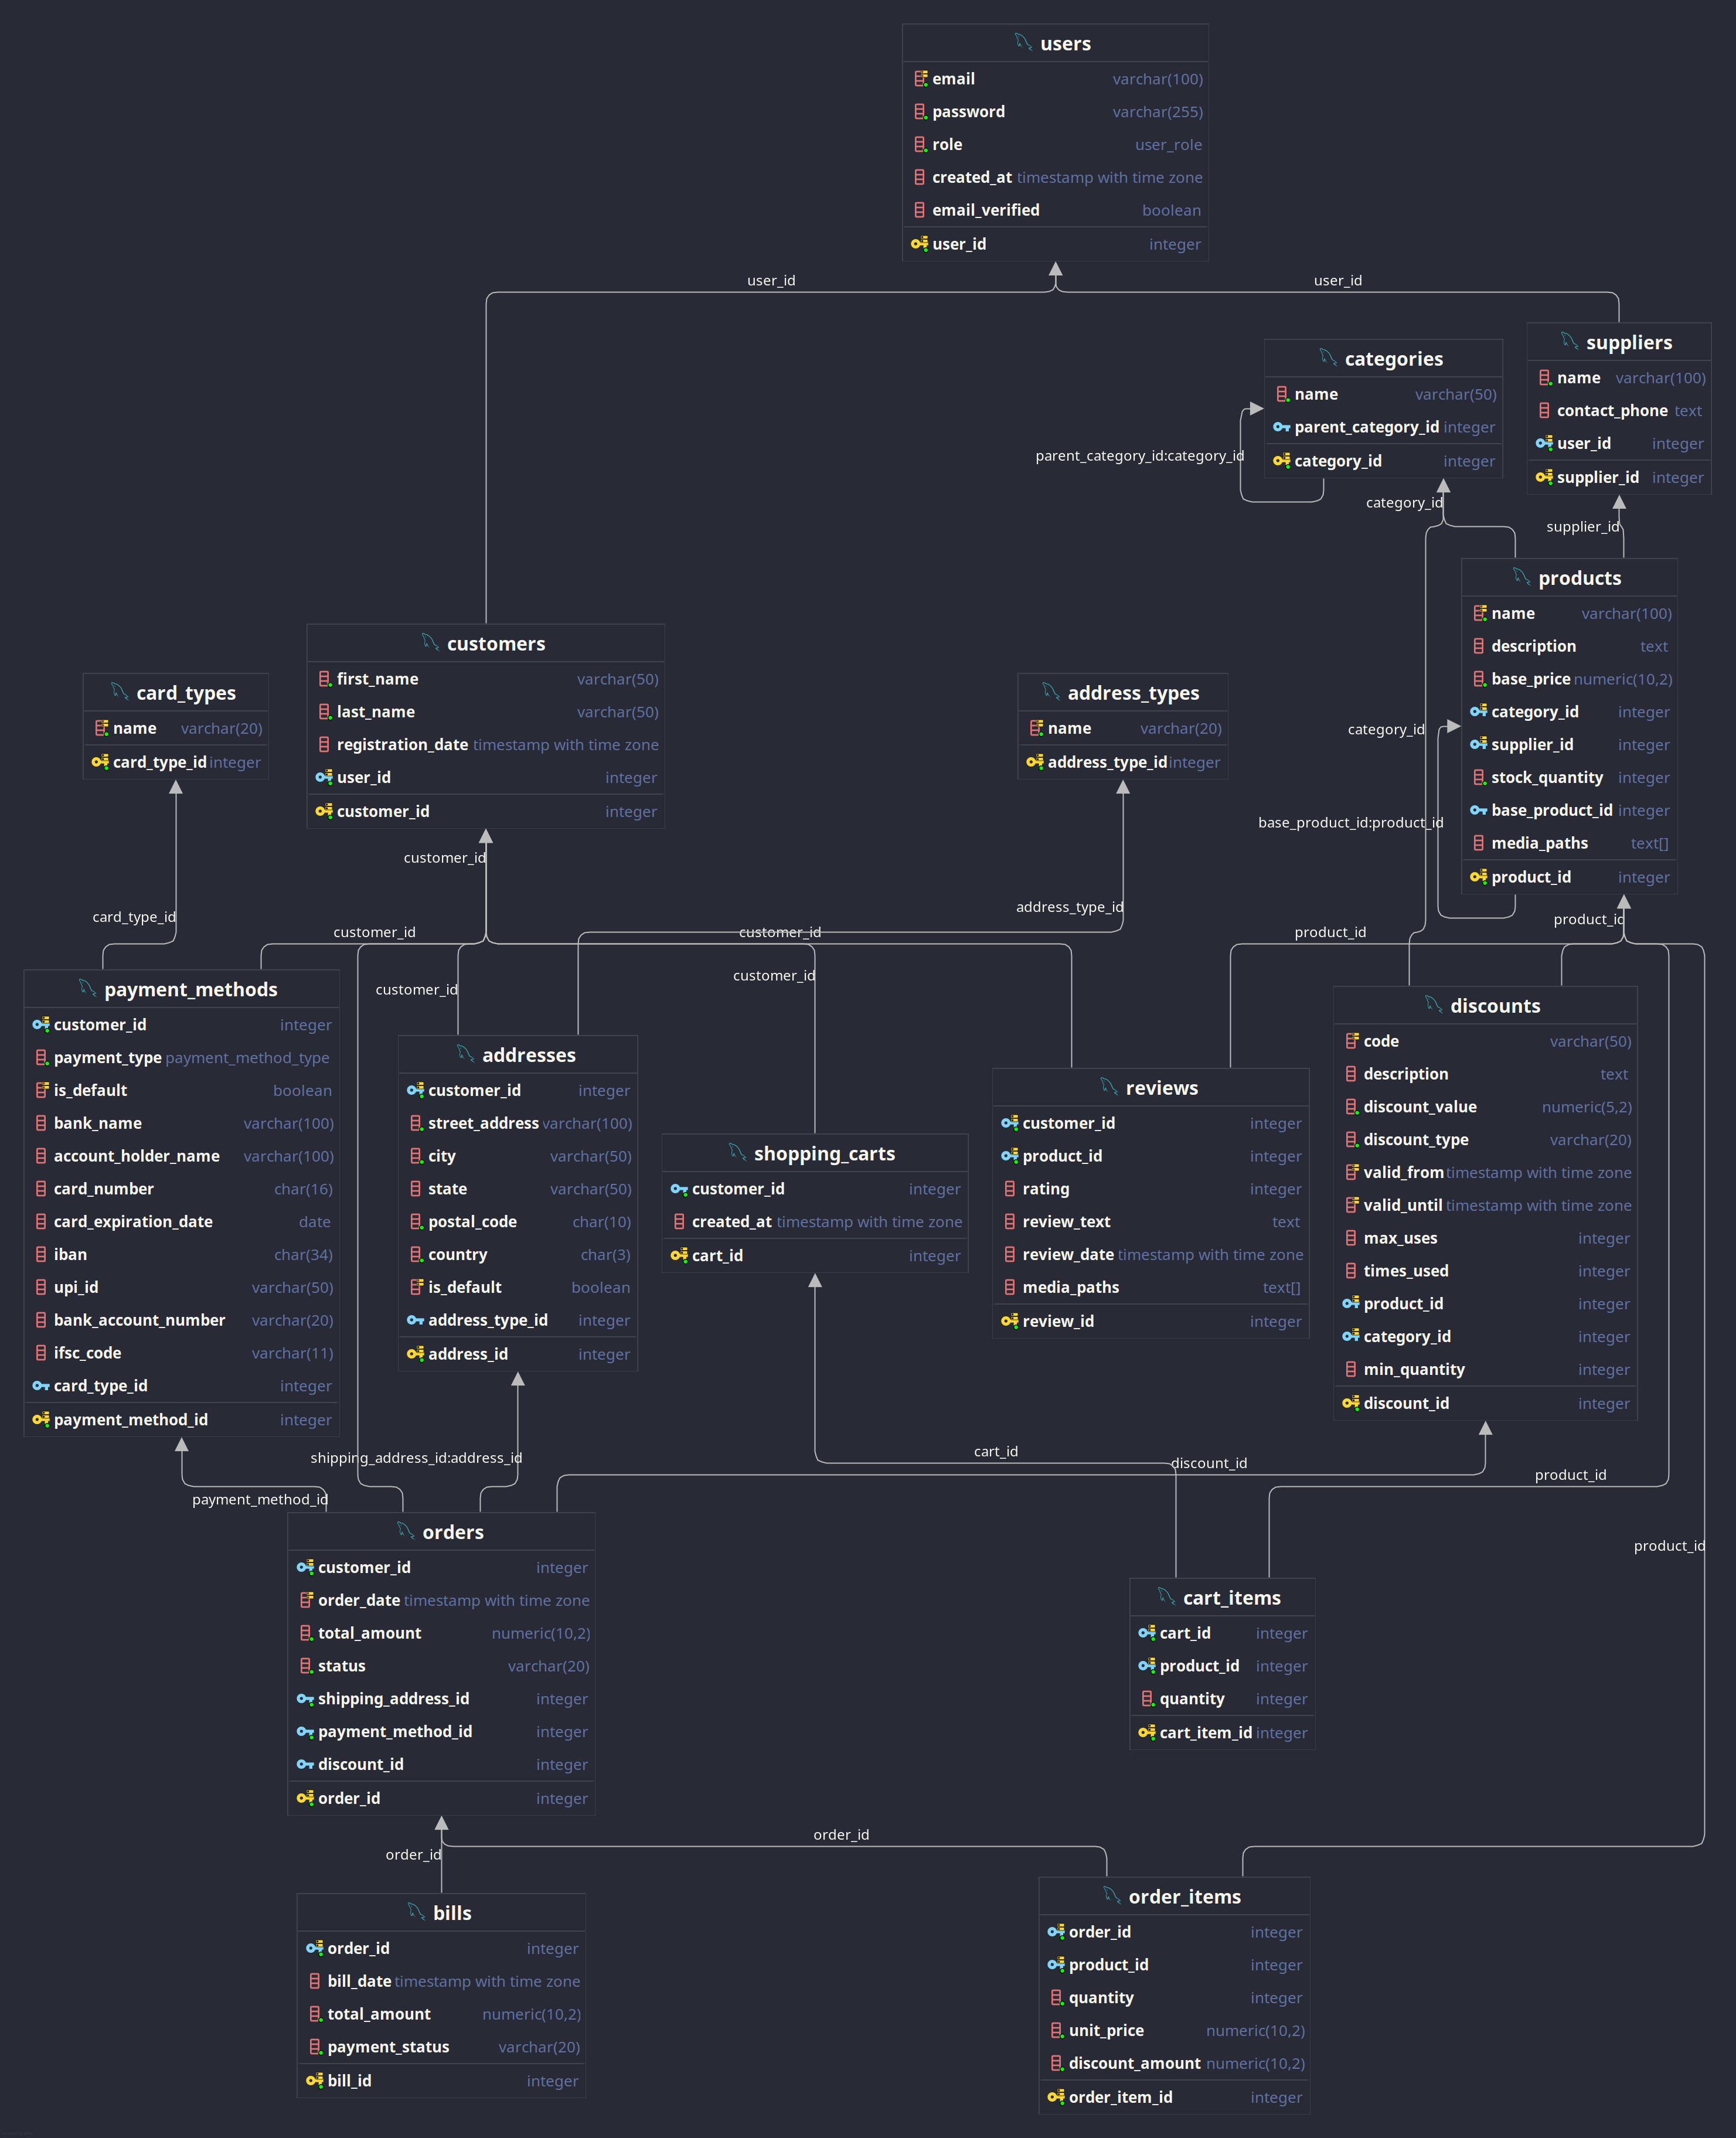 users
email varchar(100)
password varchar(255)
role user_role
created_at timestamp with time zone
email_verified boolean
user_id integer
user_id
user_id
suppliers
name varchar(100)
contact_phone text
user_id integer
supplier_id integer
categories
name varchar(50)
parent_category_id integer
category_id integer
parent_category_id:category_id
category_id
supplier_id
products
name varchar(100)
description text
base_price numeric(10,2)
category_id integer
supplier_id integer
stock_quantity integer
base_product_id integer
media_paths text[]
product_id integer
customers
first_name varchar(50)
last_name varchar(50)
registration_date timestamp with time zone
user_id integer
customer_id integer
card_types
name varchar(20)
card_type_id integer
address_types
name varchar(20)
address_type_id integer
category_id
base_product_id:product_id
customer_id
card_type_id
address_type_id
product_id
customer_id
customer_id
product_id
customer_id
customer_id
payment_methods
customer_id integer
payment_type payment_method_type
is_default boolean
bank_name varchar(100)
account_holder_name varchar(100)
card_number char(16)
card_expiration_date date
iban char(34)
upi_id varchar(50)
bank_account_number varchar(20)
ifsc_code varchar(11)
card_type_id integer
payment_method_id integer
addresses
customer_id integer
street_address varchar(100)
city varchar(50)
state varchar(50)
postal_code char(10)
country char(3)
is_default boolean
address_type_id integer
address_id integer
shopping_carts
customer_id integer
created_at timestamp with time zone
cart_id integer
reviews
customer_id integer
product_id integer
rating integer
review_text text
review_date timestamp with time zone
media_paths text[]
review_id integer
discounts
code varchar(50)
description text
discount_value numeric(5,2)
discount_type varchar(20)
valid_from timestamp with time zone
valid_until timestamp with time zone
max_uses integer
times_used integer
product_id integer
category_id integer
min_quantity integer
discount_id integer
shipping_address_id:address_id
cart_id
discount_id
product_id
payment_method_id
product_id
orders
customer_id integer
order_date timestamp with time zone
total_amount numeric(10,2)
status varchar(20)
shipping_address_id integer
payment_method_id integer
discount_id integer
order_id integer
cart_items
cart_id integer
product_id integer
quantity integer
cart_item_id integer
order_id
order_id
bills
order_id integer
bill_date timestamp with time zone
total_amount numeric(10,2)
payment_status varchar(20)
bill_id integer
order_items
order_id integer
product_id integer
quantity integer
unit_price numeric(10,2)
discount_amount numeric(10,2)
order_item_id integer